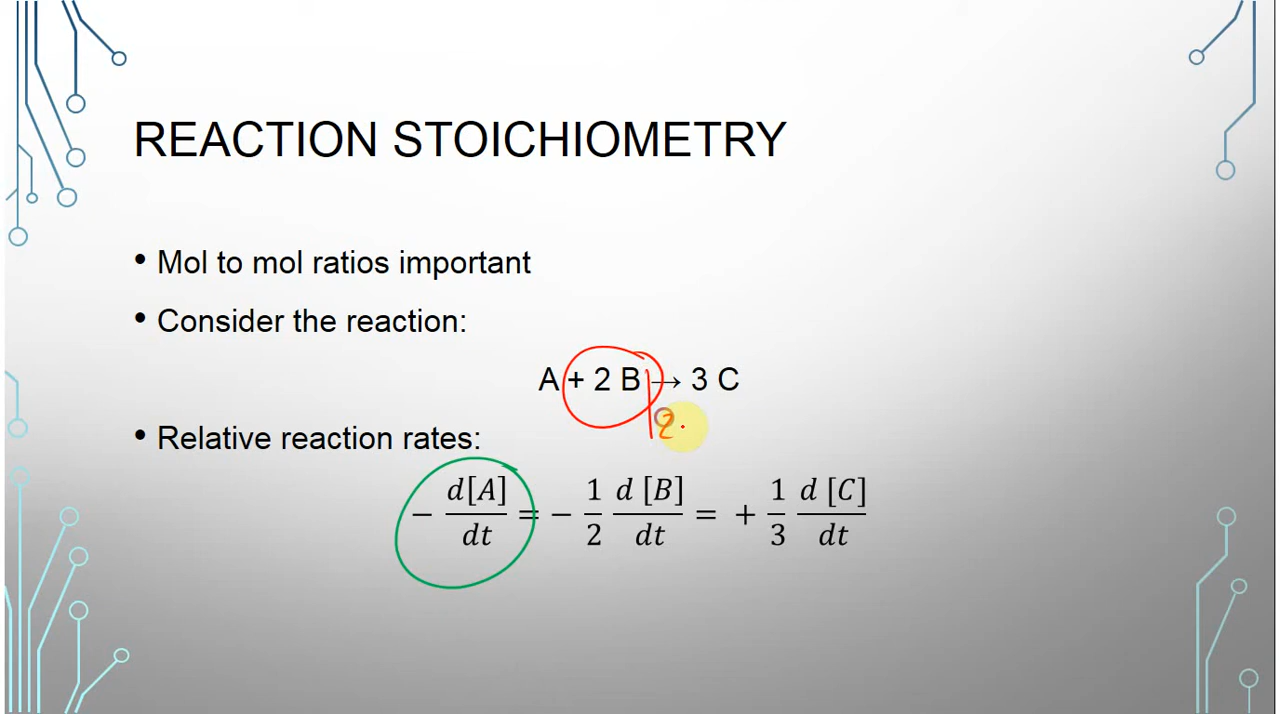 REACTION STOICHIOMETRY
• Mol to mol ratios important
• Consider the reaction:
A + 2 B → 3 C
2
• Relative reaction rates:
− d[A]/dt = − 1/2 d [B]/dt = + 1/3 d [C]/dt